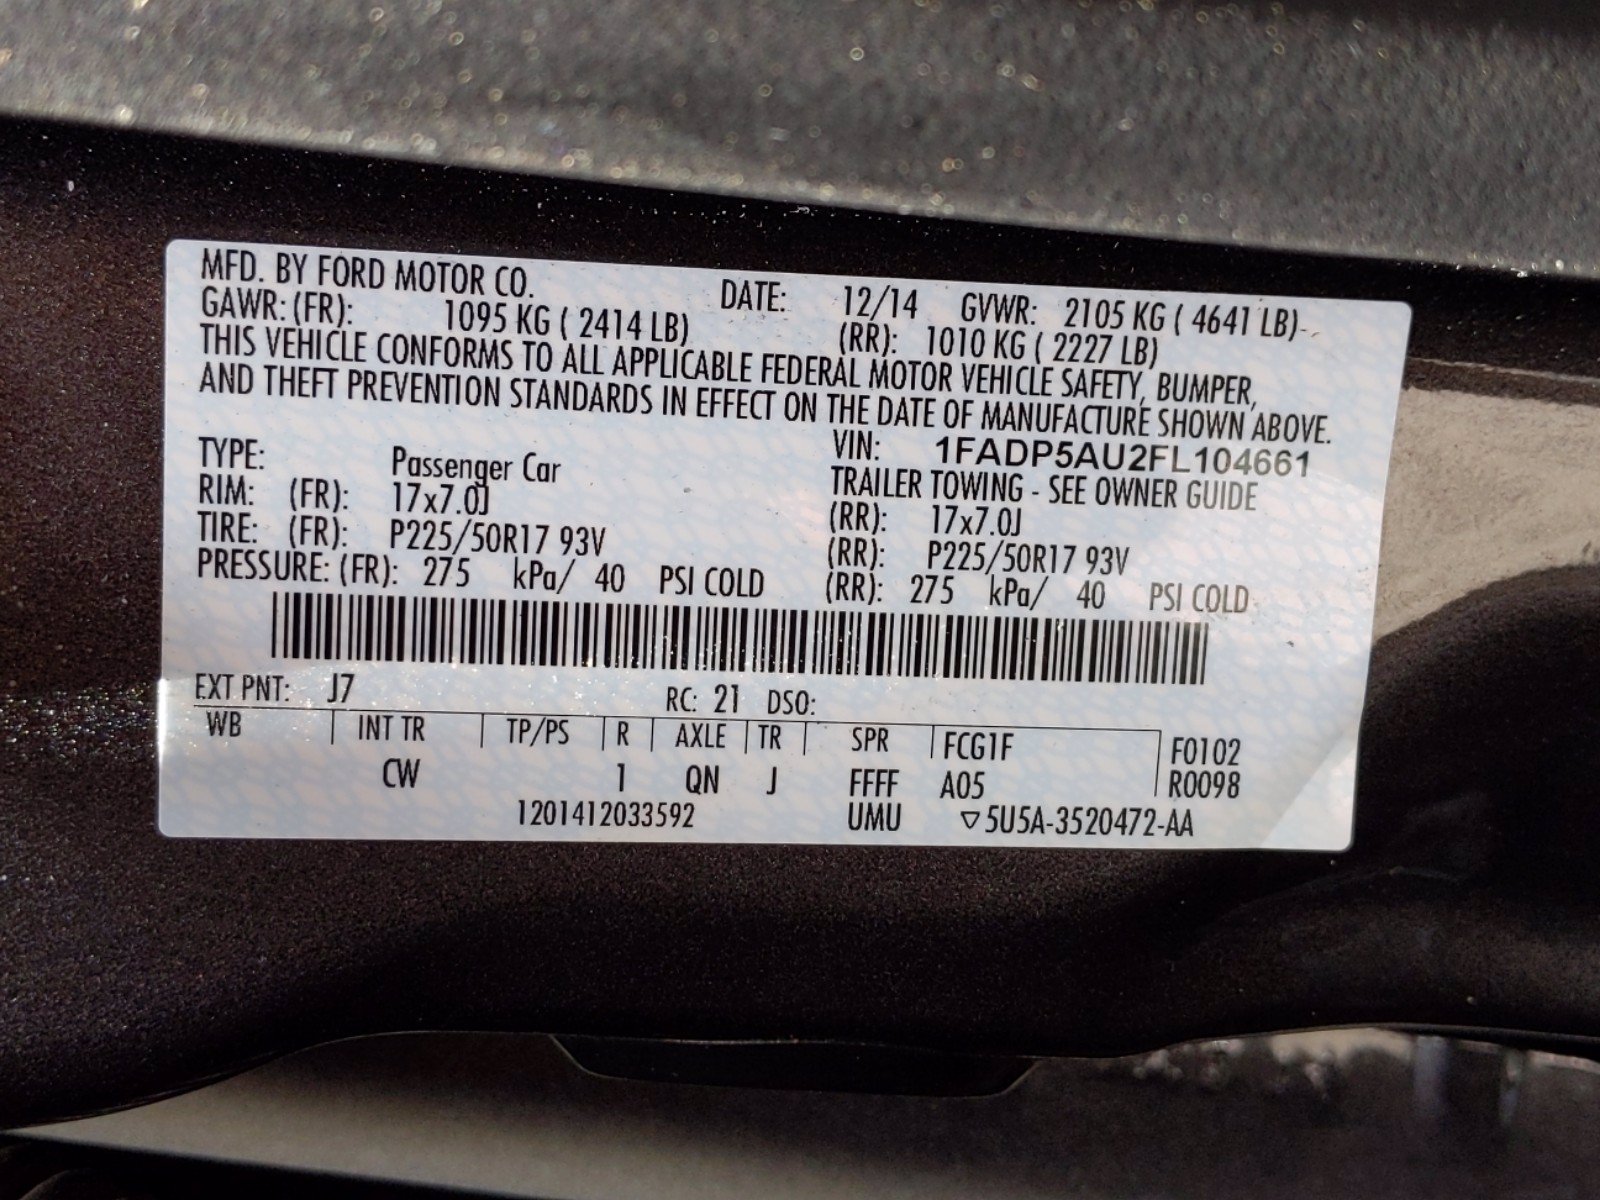 MFD. BY FORD MOTOR CO. DATE: 12/14 GVWR: 2105 KG ( 4641 LB)
GAWR: (FR): 1095 KG ( 2414 LB) (RR): 1010 KG ( 2227 LB)
THIS VEHICLE CONFORMS TO ALL APPLICABLE FEDERAL MOTOR VEHICLE SAFETY, BUMPER,
AND THEFT PREVENTION STANDARDS IN EFFECT ON THE DATE OF MANUFACTURE SHOWN ABOVE.
VIN: 1FADP5AU2FL104661
TYPE: Passenger Car TRAILER TOWING - SEE OWNER GUIDE
RIM: (FR): 17x7.0J (RR): 17x7.0J
TIRE: (FR): P225/50R17 93V (RR): P225/50R17 93V
PRESSURE: (FR): 275 kPa/ 40 PSI COLD (RR): 275 kPa/ 40 PSI COLD
EXT PNT: J7 RC: 21 DSO:
WB INT TR TP/PS R AXLE TR SPR FCG1F F0102
CW 1 QN J FFFF A05 R0098
1201412033592 UMU ▽5U5A-3520472-AA